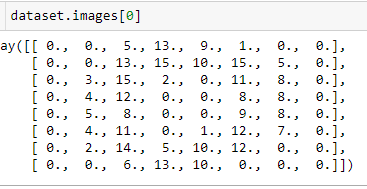 dataset.images[0]
ay([[ 0., 0., 5., 13., 9., 1., 0., 0.],
[ 0., 0., 13., 15., 10., 15., 5., 0.],
[ 0., 3., 15., 2., 0., 11., 8., 0.],
[ 0., 4., 12., 0., 0., 8., 8., 0.],
[ 0., 5., 8., 0., 0., 9., 8., 0.],
[ 0., 4., 11., 0., 1., 12., 7., 0.],
[ 0., 2., 14., 5., 10., 12., 0., 0.],
[ 0., 0., 6., 13., 10., 0., 0., 0.]])